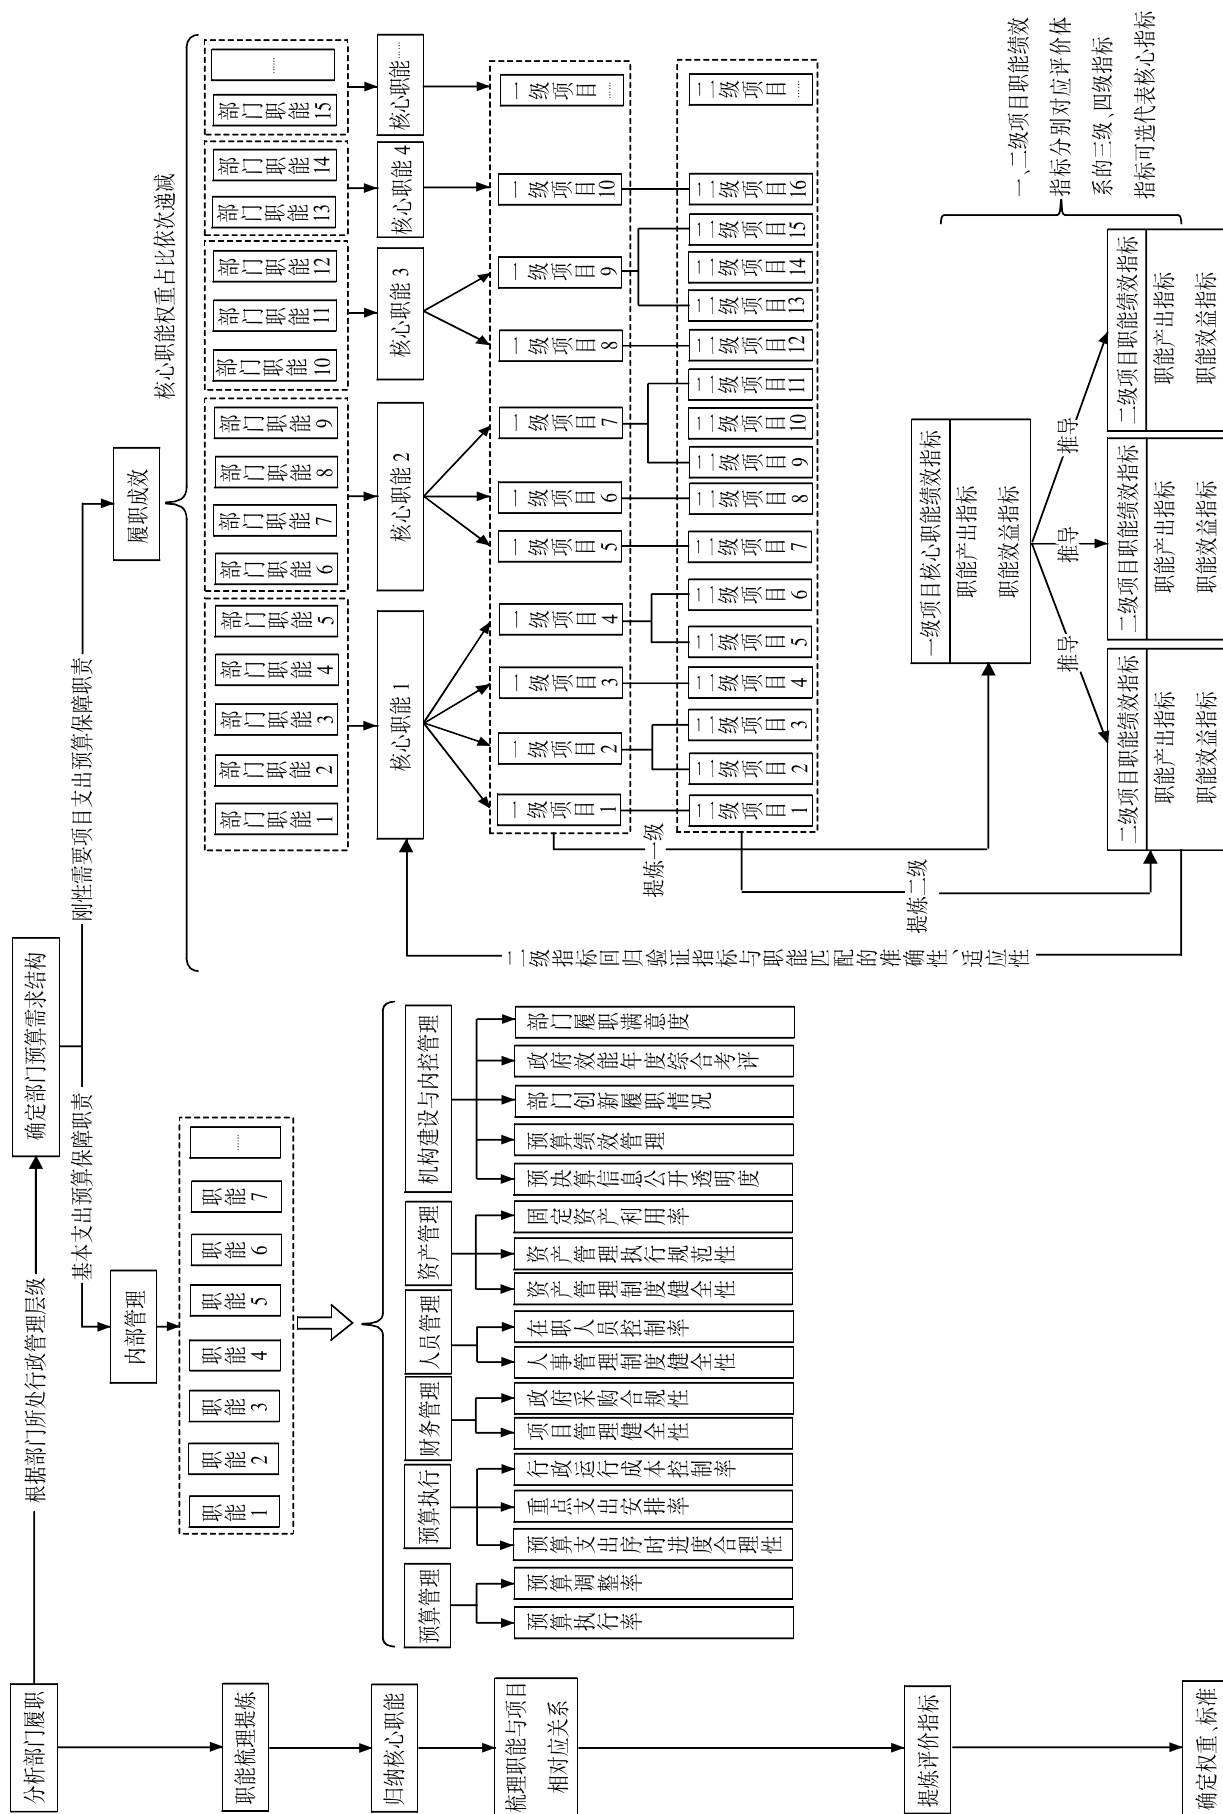 分析部门履职
职能梳理提炼
归纳核心职能
梳理职能与项目
相对应关系
提炼评价指标
确定权重、标准
根据部门所处行政管理层级
确定部门预算需求结构
基本支出预算保障职责
刚性需要项目支出预算保障职责
内部管理
职能1
职能2
职能3
职能4
职能5
职能6
职能7
……
预算管理
预算执行
财务管理
人员管理
资产管理
机构建设与内控管理
预算执行率
预算调整率
预算支出序时进度合理性
重点支出安排率
行政运行成本控制率
项目管理健全性
政府采购合规性
人事管理制度健全性
在职人员控制率
资产管理制度健全性
资产管理执行规范性
固定资产利用率
预决算信息公开透明度
预算绩效管理
部门创新履职情况
政府效能年度综合考评
部门履职满意度
履职成效
核心职能权重占比依次递减
部门职能1
部门职能2
部门职能3
部门职能4
部门职能5
部门职能6
部门职能7
部门职能8
部门职能9
部门职能10
部门职能11
部门职能12
部门职能13
部门职能14
部门职能15
……
核心职能1
核心职能2
核心职能3
核心职能4
核心职能……
一级项目1
一级项目2
一级项目3
一级项目4
一级项目5
一级项目6
一级项目7
一级项目8
一级项目9
一级项目10
一级项目……
二级项目1
二级项目2
二级项目3
二级项目4
二级项目5
二级项目6
二级项目7
二级项目8
二级项目9
二级项目10
二级项目11
二级项目12
二级项目13
二级项目14
二级项目15
二级项目16
二级项目……
提炼一级
提炼二级
二级指标回归验证指标与职能匹配的准确性、适应性
一级项目核心职能绩效指标
职能产出指标
职能效益指标
推导
推导
推导
二级项目职能绩效指标
职能产出指标
职能效益指标
二级项目职能绩效指标
职能产出指标
职能效益指标
二级项目职能绩效指标
职能产出指标
职能效益指标
一、二级项目职能绩效
指标分别对应评价体
系的三级、四级指标
指标可选代表核心指标